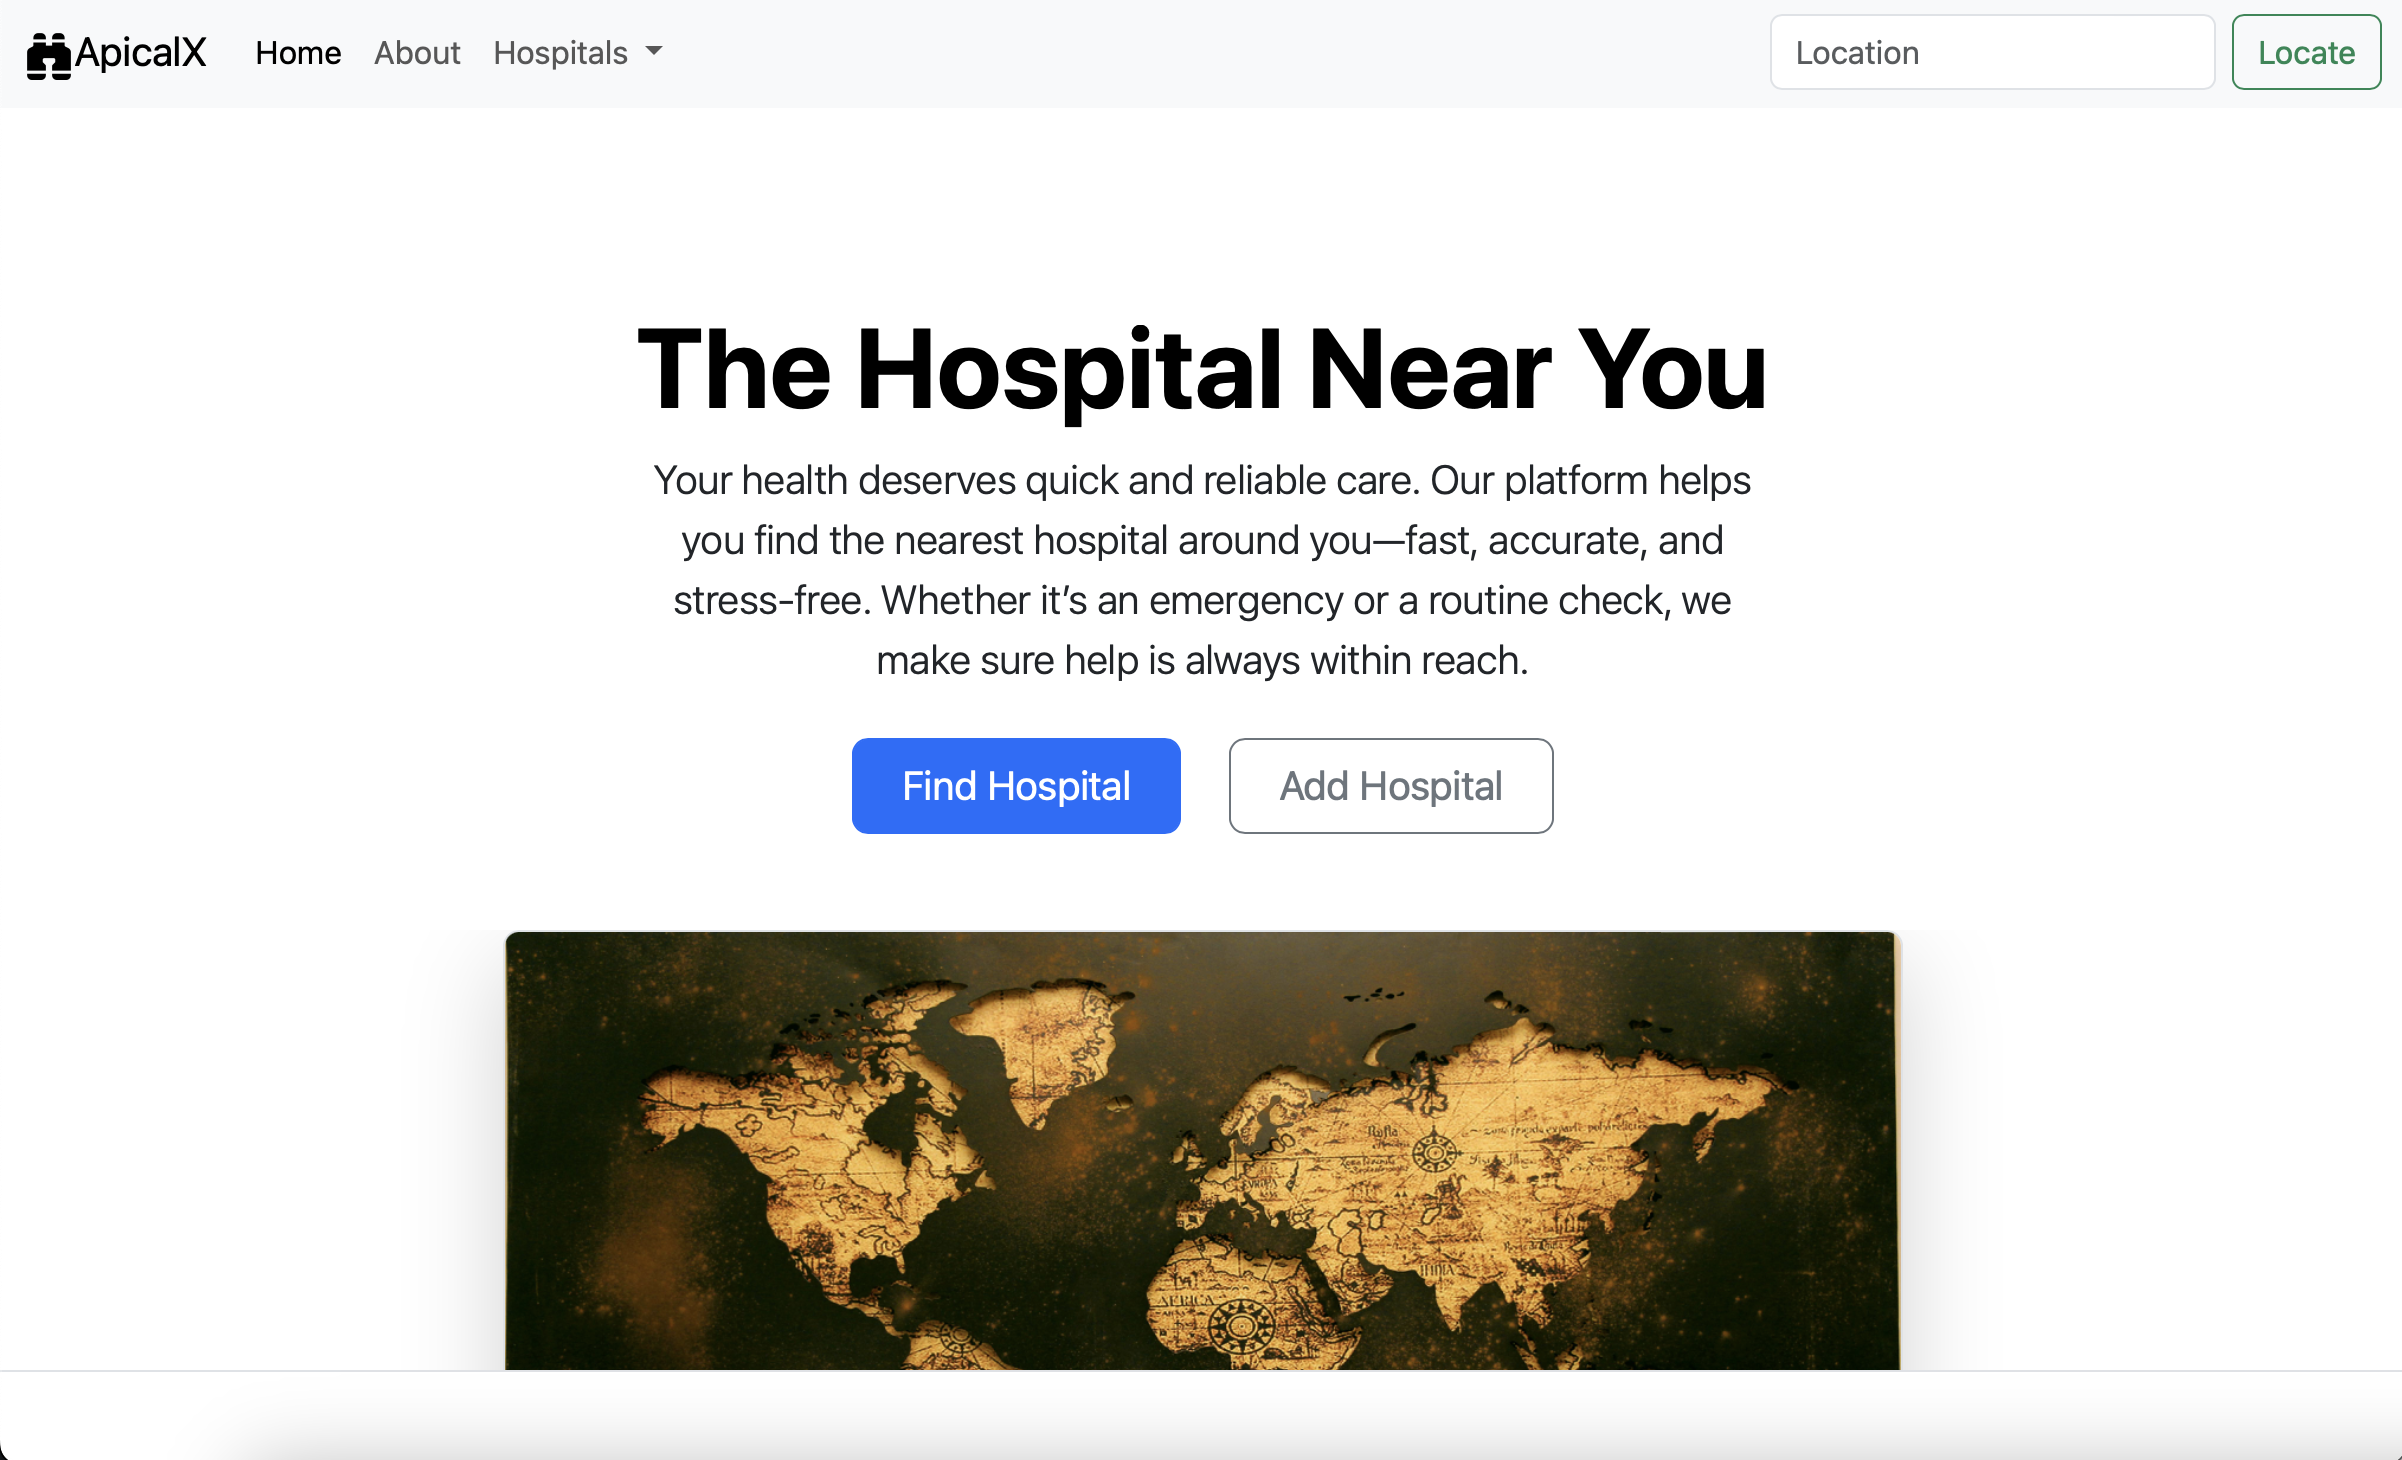 ApicalX Home About Hospitals Location Locate
The Hospital Near You
Your health deserves quick and reliable care. Our platform helps
you find the nearest hospital around you—fast, accurate, and
stress-free. Whether it’s an emergency or a routine check, we
make sure help is always within reach.
Find Hospital Add Hospital
AFRICA
INDIA